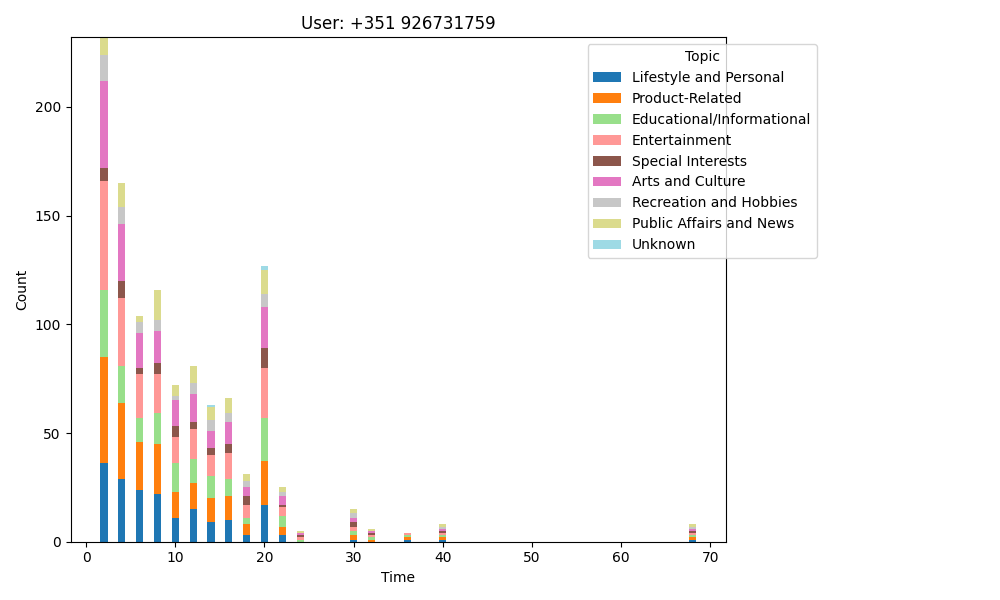 User: +351 926731759
Topic
Lifestyle and Personal
Product-Related
Educational/Informational
Entertainment
Special Interests
Arts and Culture
Recreation and Hobbies
Public Affairs and News
Unknown
Count
200
150
100
50
0
0 10 20 30 40 50 60 70
Time